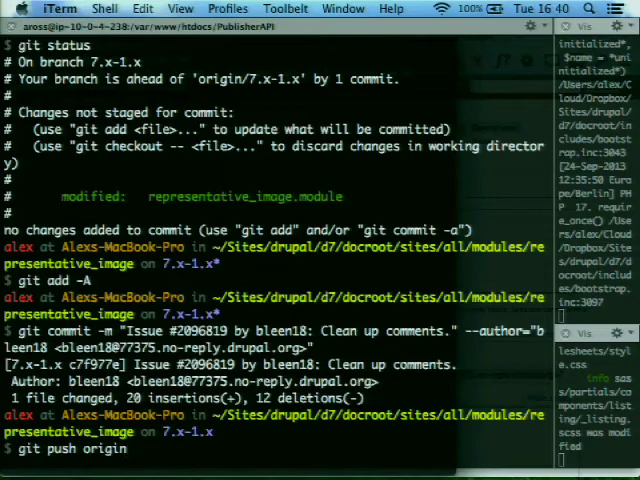 iTerm Shell Edit View Profiles Toolbelt Window Help 100% Tue 16:40
aross@ip-10-0-4-238:/var/www/htdocs/PublisherAPI
$ git status
# On branch 7.x-1.x
# Your branch is ahead of 'origin/7.x-1.x' by 1 commit.
#
# Changes not staged for commit:
#   (use "git add <file>..." to update what will be committed)
#   (use "git checkout -- <file>..." to discard changes in working director
y)
#
#       modified:   representative_image.module
#
no changes added to commit (use "git add" and/or "git commit -a")
alex at Alexs-MacBook-Pro in ~/Sites/drupal/d7/docroot/sites/all/modules/re
presentative_image on 7.x-1.x*
$ git add -A
alex at Alexs-MacBook-Pro in ~/Sites/drupal/d7/docroot/sites/all/modules/re
presentative_image on 7.x-1.x*
$ git commit -m "Issue #2096819 by bleen18: Clean up comments." --author="b
leen18 <bleen18@77375.no-reply.drupal.org>"
[7.x-1.x c7f977e] Issue #2096819 by bleen18: Clean up comments.
 Author: bleen18 <bleen18@77375.no-reply.drupal.org>
 1 file changed, 20 insertions(+), 12 deletions(-)
alex at Alexs-MacBook-Pro in ~/Sites/drupal/d7/docroot/sites/all/modules/re
presentative_image on 7.x-1.x
$ git push origin
Vis
initialized*,
$name = *uni
nitialized*)
/Users/alex/C
loud/Dropbox/
Sites/drupal/
d7/docroot/in
cludes/bootst
rap.inc:3043
[24-Sep-2013
12:35:50 Euro
pe/Berlin] PH
P  17. requir
e_once() /Use
rs/alex/Cloud
/Dropbox/Site
s/drupal/d7/d
ocroot/includ
es/bootstrap.
inc:3097
Vis
lesheets/styl
e.css
info sas
s/partials/co
mponents/list
ing/_listing.
scss was modi
fied